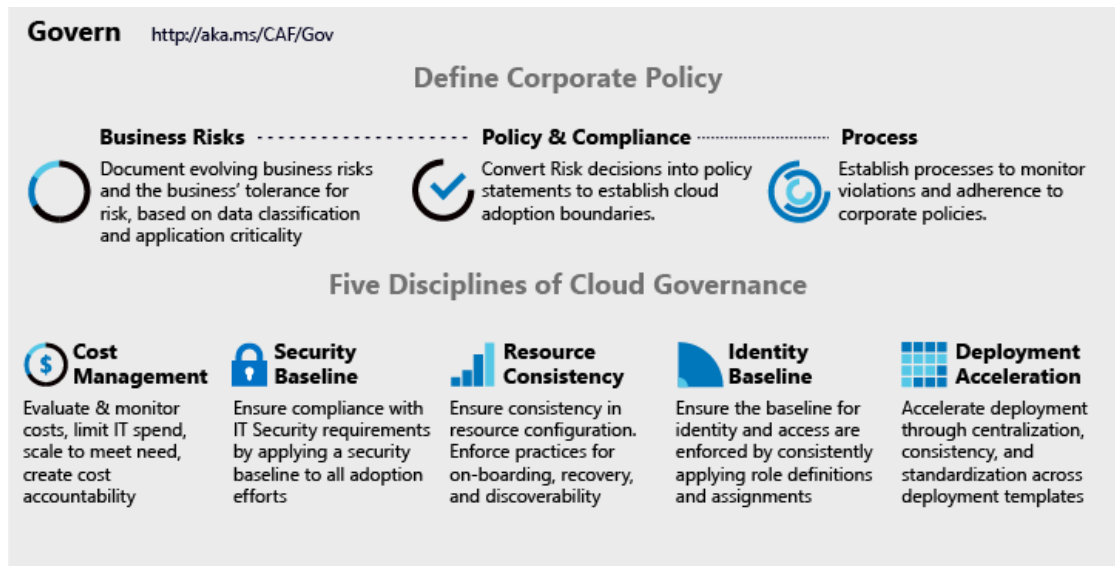 Govern http://aka.ms/CAF/Gov
Define Corporate Policy
Business Risks
Document evolving business risks
and the business’ tolerance for
risk, based on data classification
and application criticality
Policy & Compliance
Convert Risk decisions into policy
statements to establish cloud
adoption boundaries.
Process
Establish processes to monitor
violations and adherence to
corporate policies.
Five Disciplines of Cloud Governance
$
Cost
Management
Evaluate & monitor
costs, limit IT spend,
scale to meet need,
create cost
accountability
Security
Baseline
Ensure compliance with
IT Security requirements
by applying a security
baseline to all adoption
efforts
Resource
Consistency
Ensure consistency in
resource configuration.
Enforce practices for
on-boarding, recovery,
and discoverability
Identity
Baseline
Ensure the baseline for
identity and access are
enforced by consistently
applying role definitions
and assignments
Deployment
Acceleration
Accelerate deployment
through centralization,
consistency, and
standardization across
deployment templates